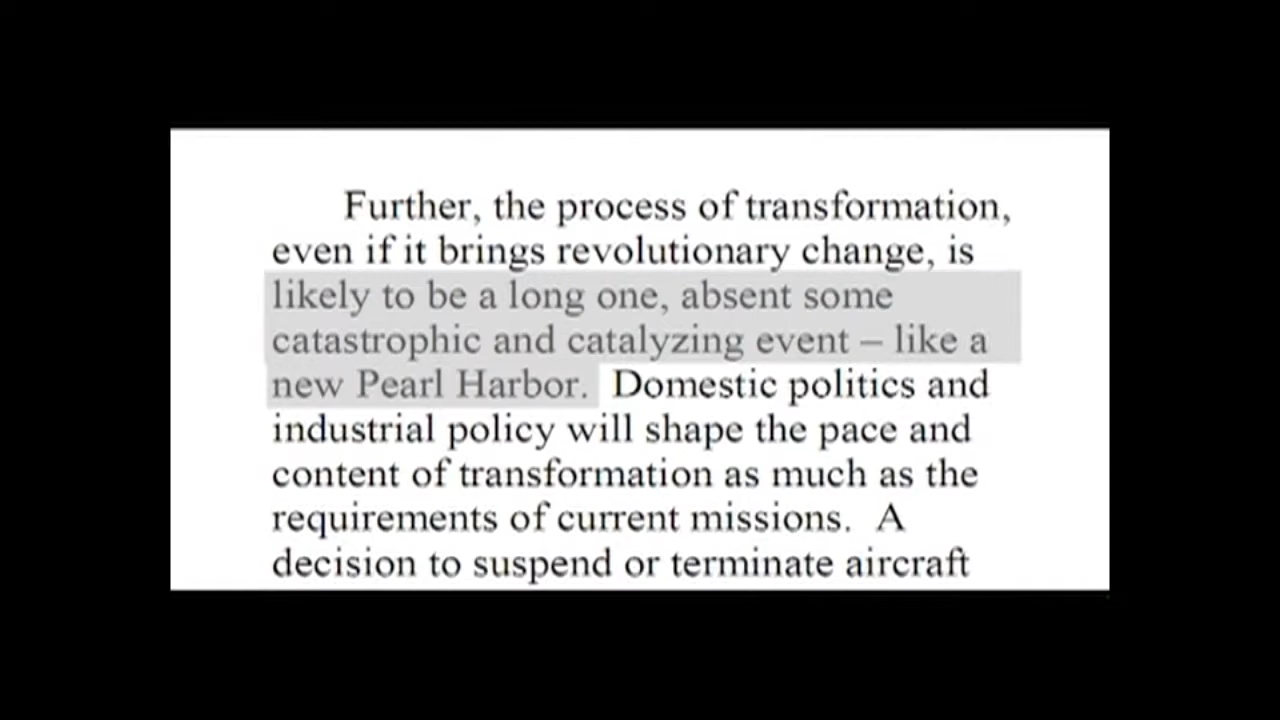 Further, the process of transformation,
even if it brings revolutionary change, is
likely to be a long one, absent some
catastrophic and catalyzing event – like a
new Pearl Harbor. Domestic politics and
industrial policy will shape the pace and
content of transformation as much as the
requirements of current missions. A
decision to suspend or terminate aircraft